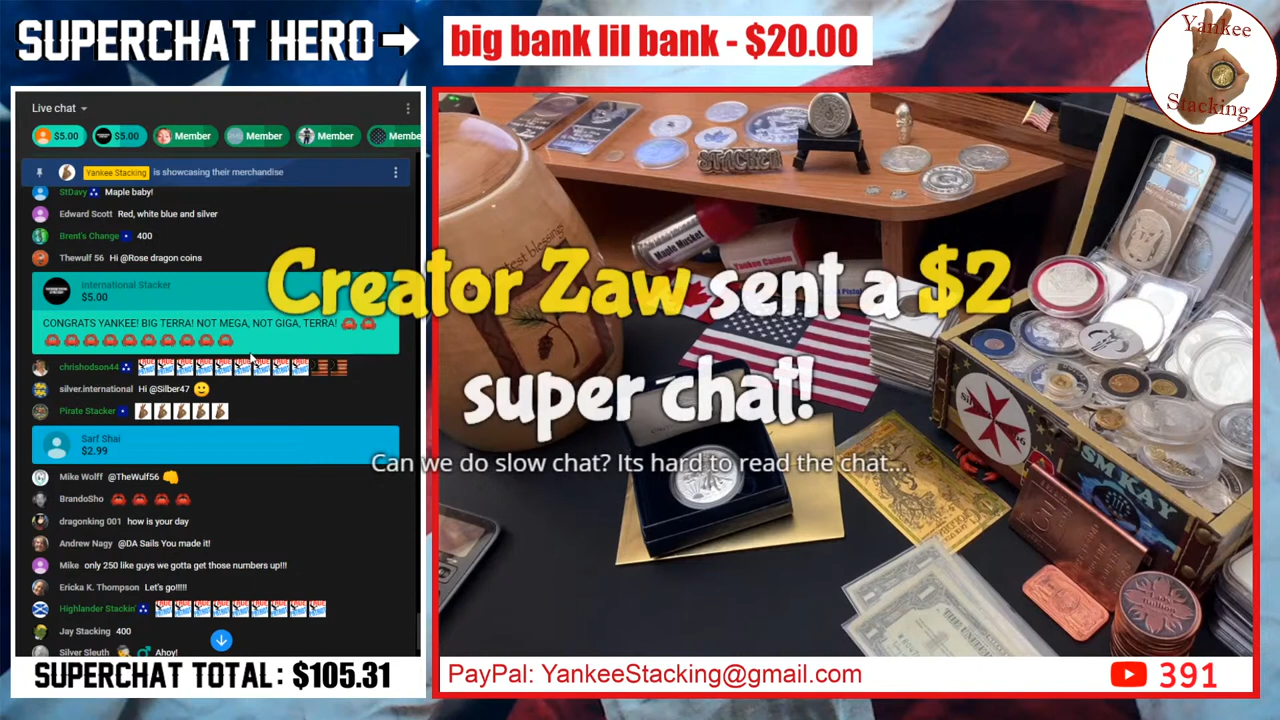 SUPERCHAT HERO
big bank lil bank - $20.00
Yankee
Stacking
Live chat
$5.00
$5.00
Member
Member
Member
Membe
Yankee Stacking is showcasing their merchandise
StDavy Maple baby!
Edward Scott Red, white blue and silver
Brent's Change 400
Thewulf 56 Hi @Rose dragon coins
International Stacker
$5.00
CONGRATS YANKEE! BIG TERRA! NOT MEGA, NOT GIGA, TERRA!
chrishodson44
silver.international Hi @Silber47
Pirate Stacker
Sarf Shai
$2.99
Mike Wolff @TheWulf56
BrandoSho
dragonking 001 how is your day
Andrew Nagy @DA Sails You made it!
Mike only 250 like guys we gotta get those numbers up!!!
Ericka K. Thompson Let's go!!!!!
Highlander Stackin'
Jay Stacking 400
Silver Sleuth Ahoy!
Creator Zaw sent a $2
super chat!
Can we do slow chat? Its hard to read the chat...
STACKER
Maple Musket
Yankee Cannon
SUPERCHAT TOTAL: $105.31
PayPal: YankeeStacking@gmail.com
391